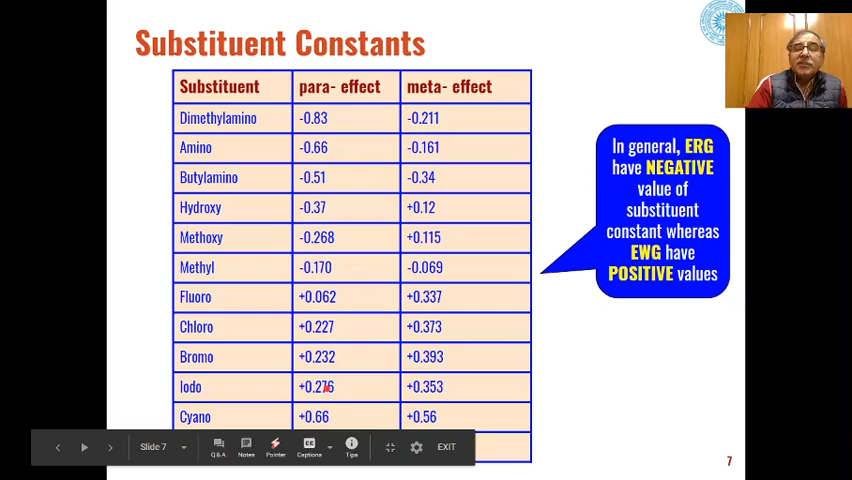 Substituent Constants
Substituent para- effect meta- effect
Dimethylamino -0.83 -0.211
Amino -0.66 -0.161
Butylamino -0.51 -0.34
Hydroxy -0.37 +0.12
Methoxy -0.268 +0.115
Methyl -0.170 -0.069
Fluoro +0.062 +0.337
Chloro +0.227 +0.373
Bromo +0.232 +0.393
Iodo +0.276 +0.353
Cyano +0.66 +0.56
In general, ERG
have NEGATIVE
value of
substituent
constant whereas
EWG have
POSITIVE values
Slide 7
Q&A Notes Pointer Captions Tips
EXIT
7